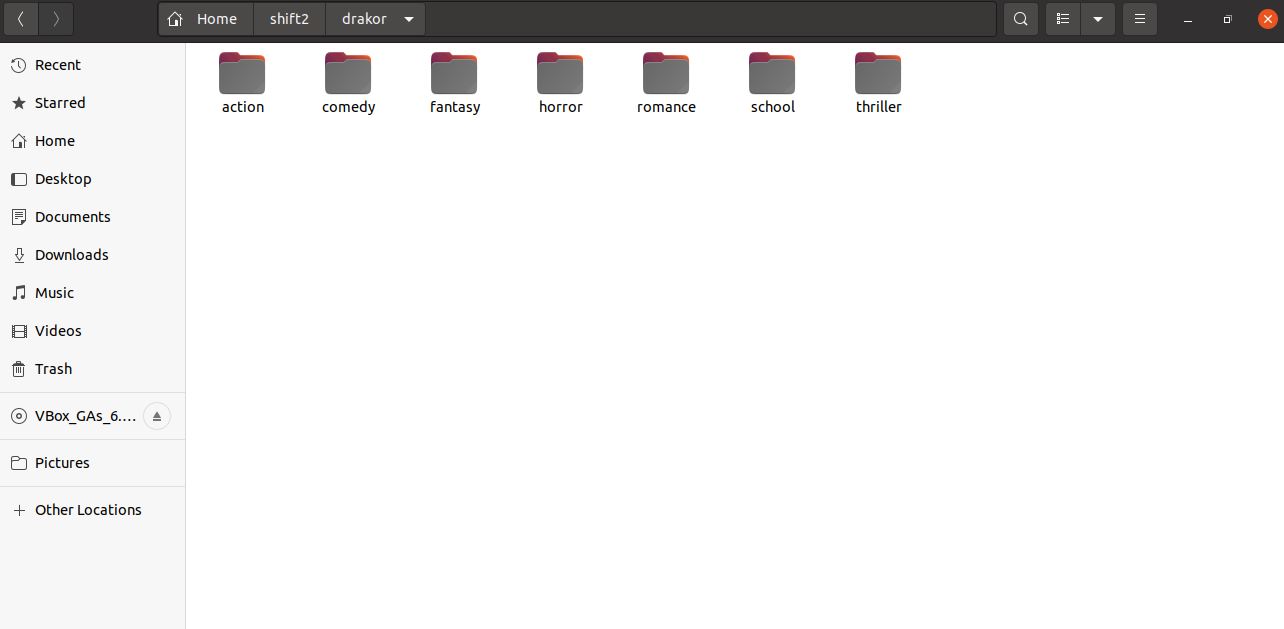 Home shift2 drakor
Recent
Starred
Home
Desktop
Documents
Downloads
Music
Videos
Trash
VBox_GAs_6....
Pictures
Other Locations
action comedy fantasy horror romance school thriller